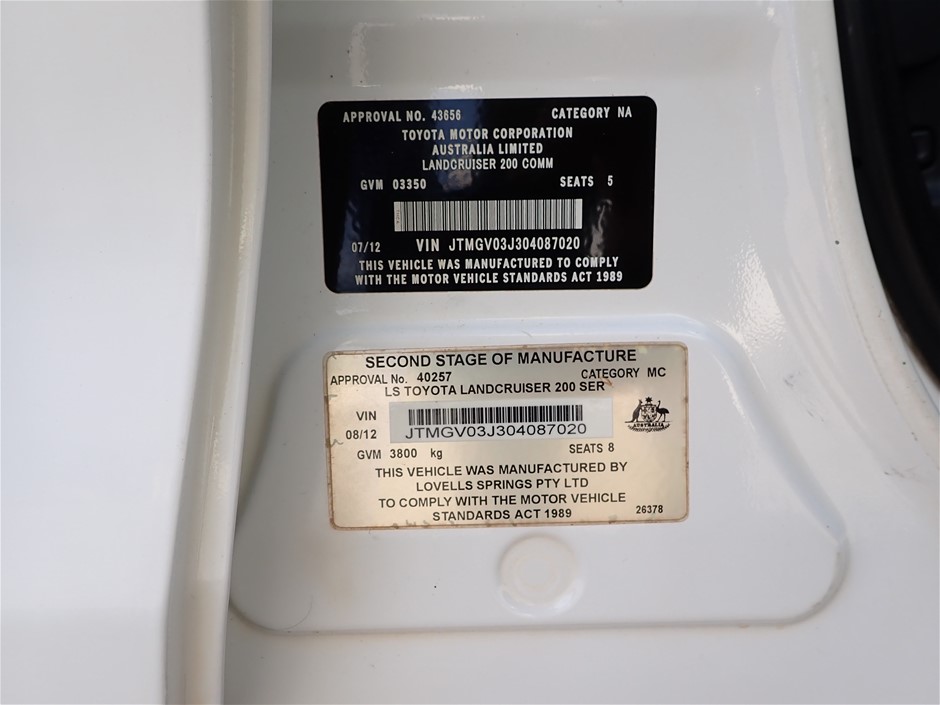 APPROVAL NO. 43656 CATEGORY NA
TOYOTA MOTOR CORPORATION
AUSTRALIA LIMITED
LANDCRUISER 200 COMM
GVM 03350 SEATS 5
07/12 VIN JTMGV03J304087020
THIS VEHICLE WAS MANUFACTURED TO COMPLY
WITH THE MOTOR VEHICLE STANDARDS ACT 1989
SECOND STAGE OF MANUFACTURE
APPROVAL No. 40257 CATEGORY MC
LS TOYOTA LANDCRUISER 200 SER
VIN
08/12 JTMGV03J304087020
AUSTRALIA
GVM 3800 kg SEATS 8
THIS VEHICLE WAS MANUFACTURED BY
LOVELLS SPRINGS PTY LTD
TO COMPLY WITH THE MOTOR VEHICLE
STANDARDS ACT 1989 26378